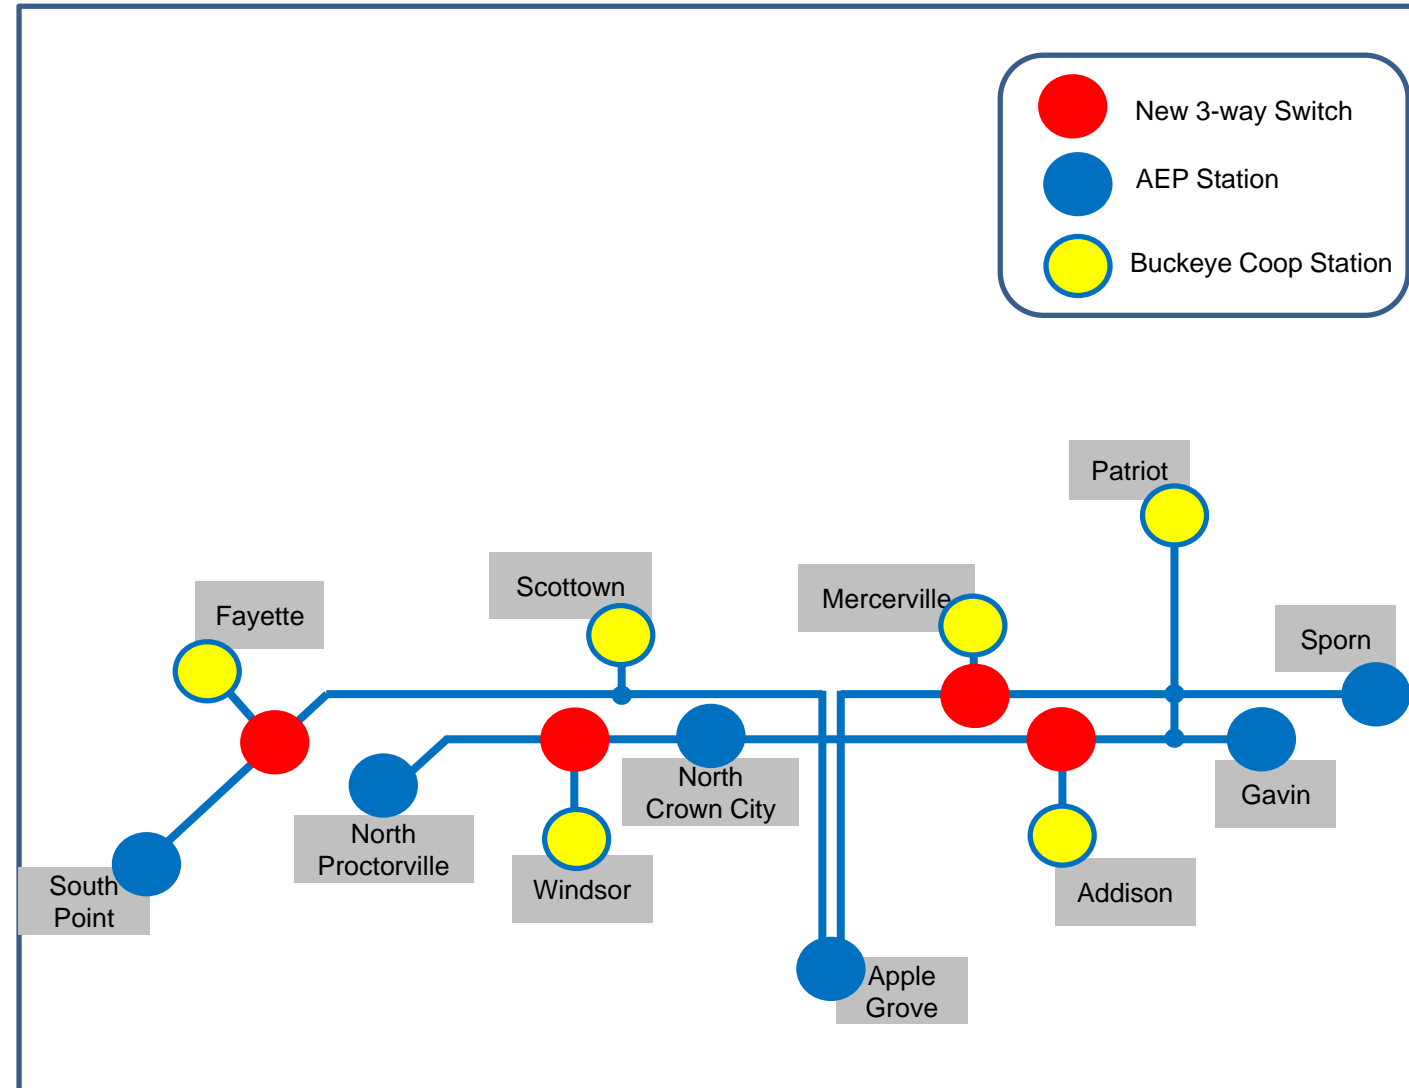 New 3-way Switch
AEP Station
Buckeye Coop Station
Patriot
Scottown
Mercerville
Fayette
Sporn
North
Crown City
Gavin
North
Proctorville
South
Point
Windsor
Addison
Apple
Grove